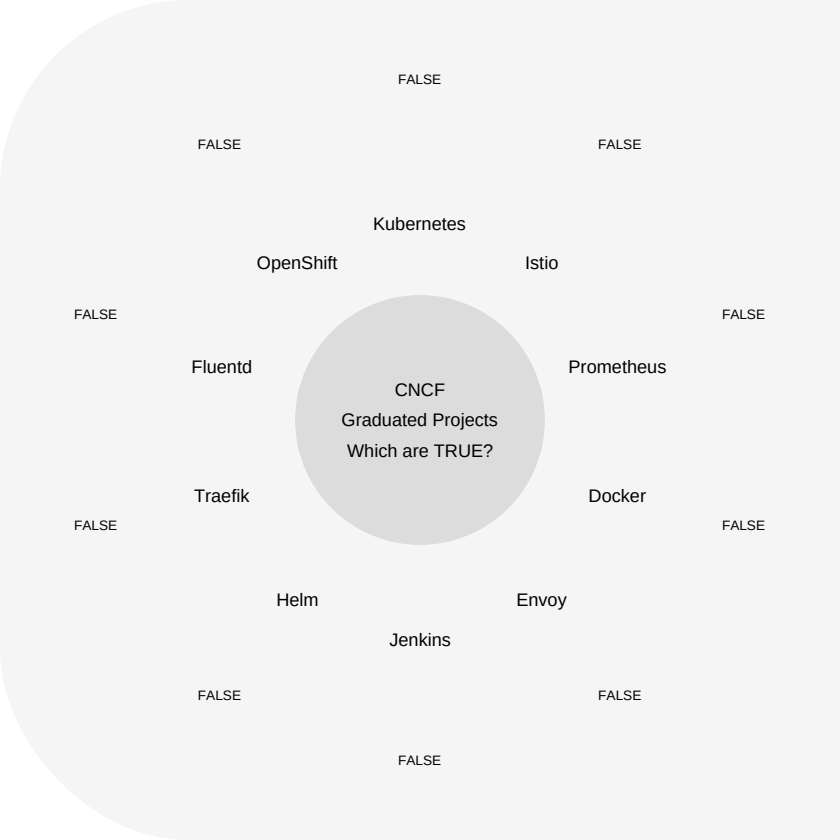 FALSE
FALSE
FALSE
Kubernetes
OpenShift
Istio
FALSE
FALSE
Fluentd
Prometheus
CNCF
Graduated Projects
Which are TRUE?
Traefik
Docker
FALSE
FALSE
Helm
Envoy
Jenkins
FALSE
FALSE
FALSE